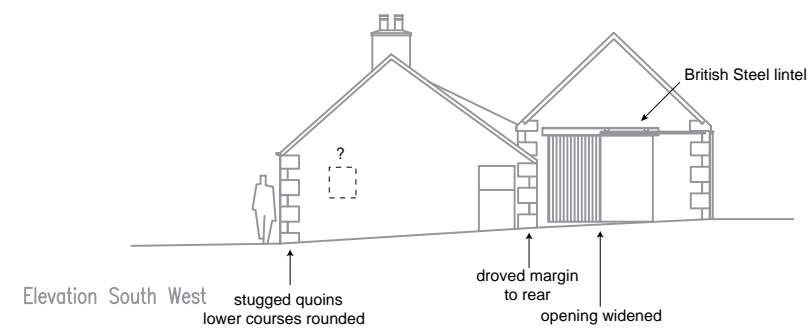 British Steel lintel
?
droved margin
to rear
Elevation South West
stugged quoins
lower courses rounded
opening widened